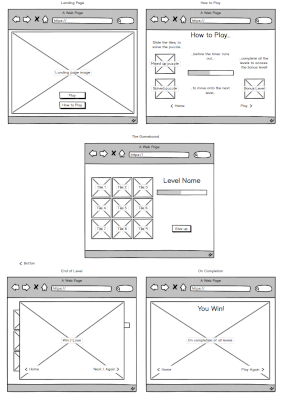 Landing Page
A Web Page
https://
Landing page image
Play
How to Play
How to Play
A Web Page
https://
How to Play..
Slide the tiles to
solve the puzzle..
..before the timer runs
out...
..complete all the
levels to access
the bonus level!
Mixed up puzzle
Solved puzzle
..to move onto the next
level..
Bonus Level
Home
Play
The Gameboard
A Web Page
https://
Tile 1
Tile 2
Tile 3
Tile 4
Tile 5
Tile 6
Tile 7
Tile 8
Tile 9
Level Name
Give up
Button
End of Level
A Web Page
https://
Home
On Completion
A Web Page
https://
You Win!
On completion of all levels
Home
Play Again